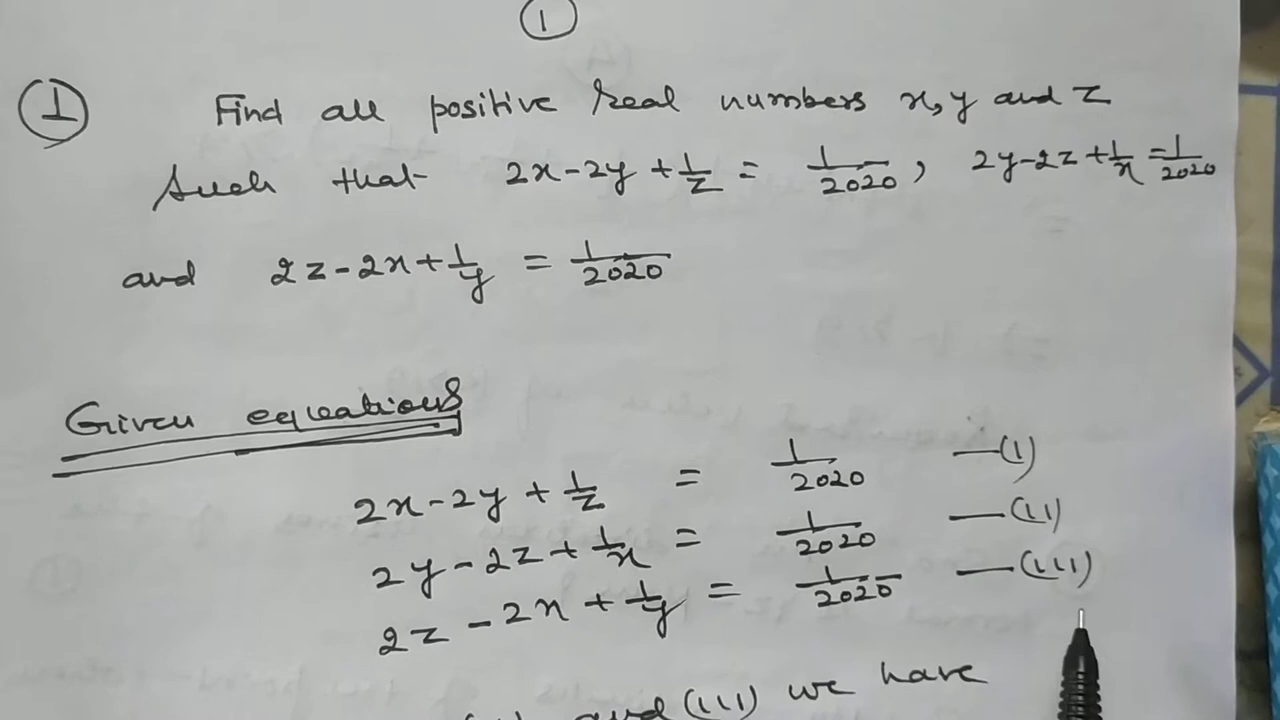 1
1 Find all positive real numbers x, y and z
such that 2x-2y+1/z = 1/2020, 2y-2z+1/x = 1/2020
and 2z-2x+1/y = 1/2020
Given equations
2x-2y+1/z = 1/2020 —(I)
2y-2z+1/x = 1/2020 —(II)
2z-2x+1/y = 1/2020 —(III)
and (III) we have